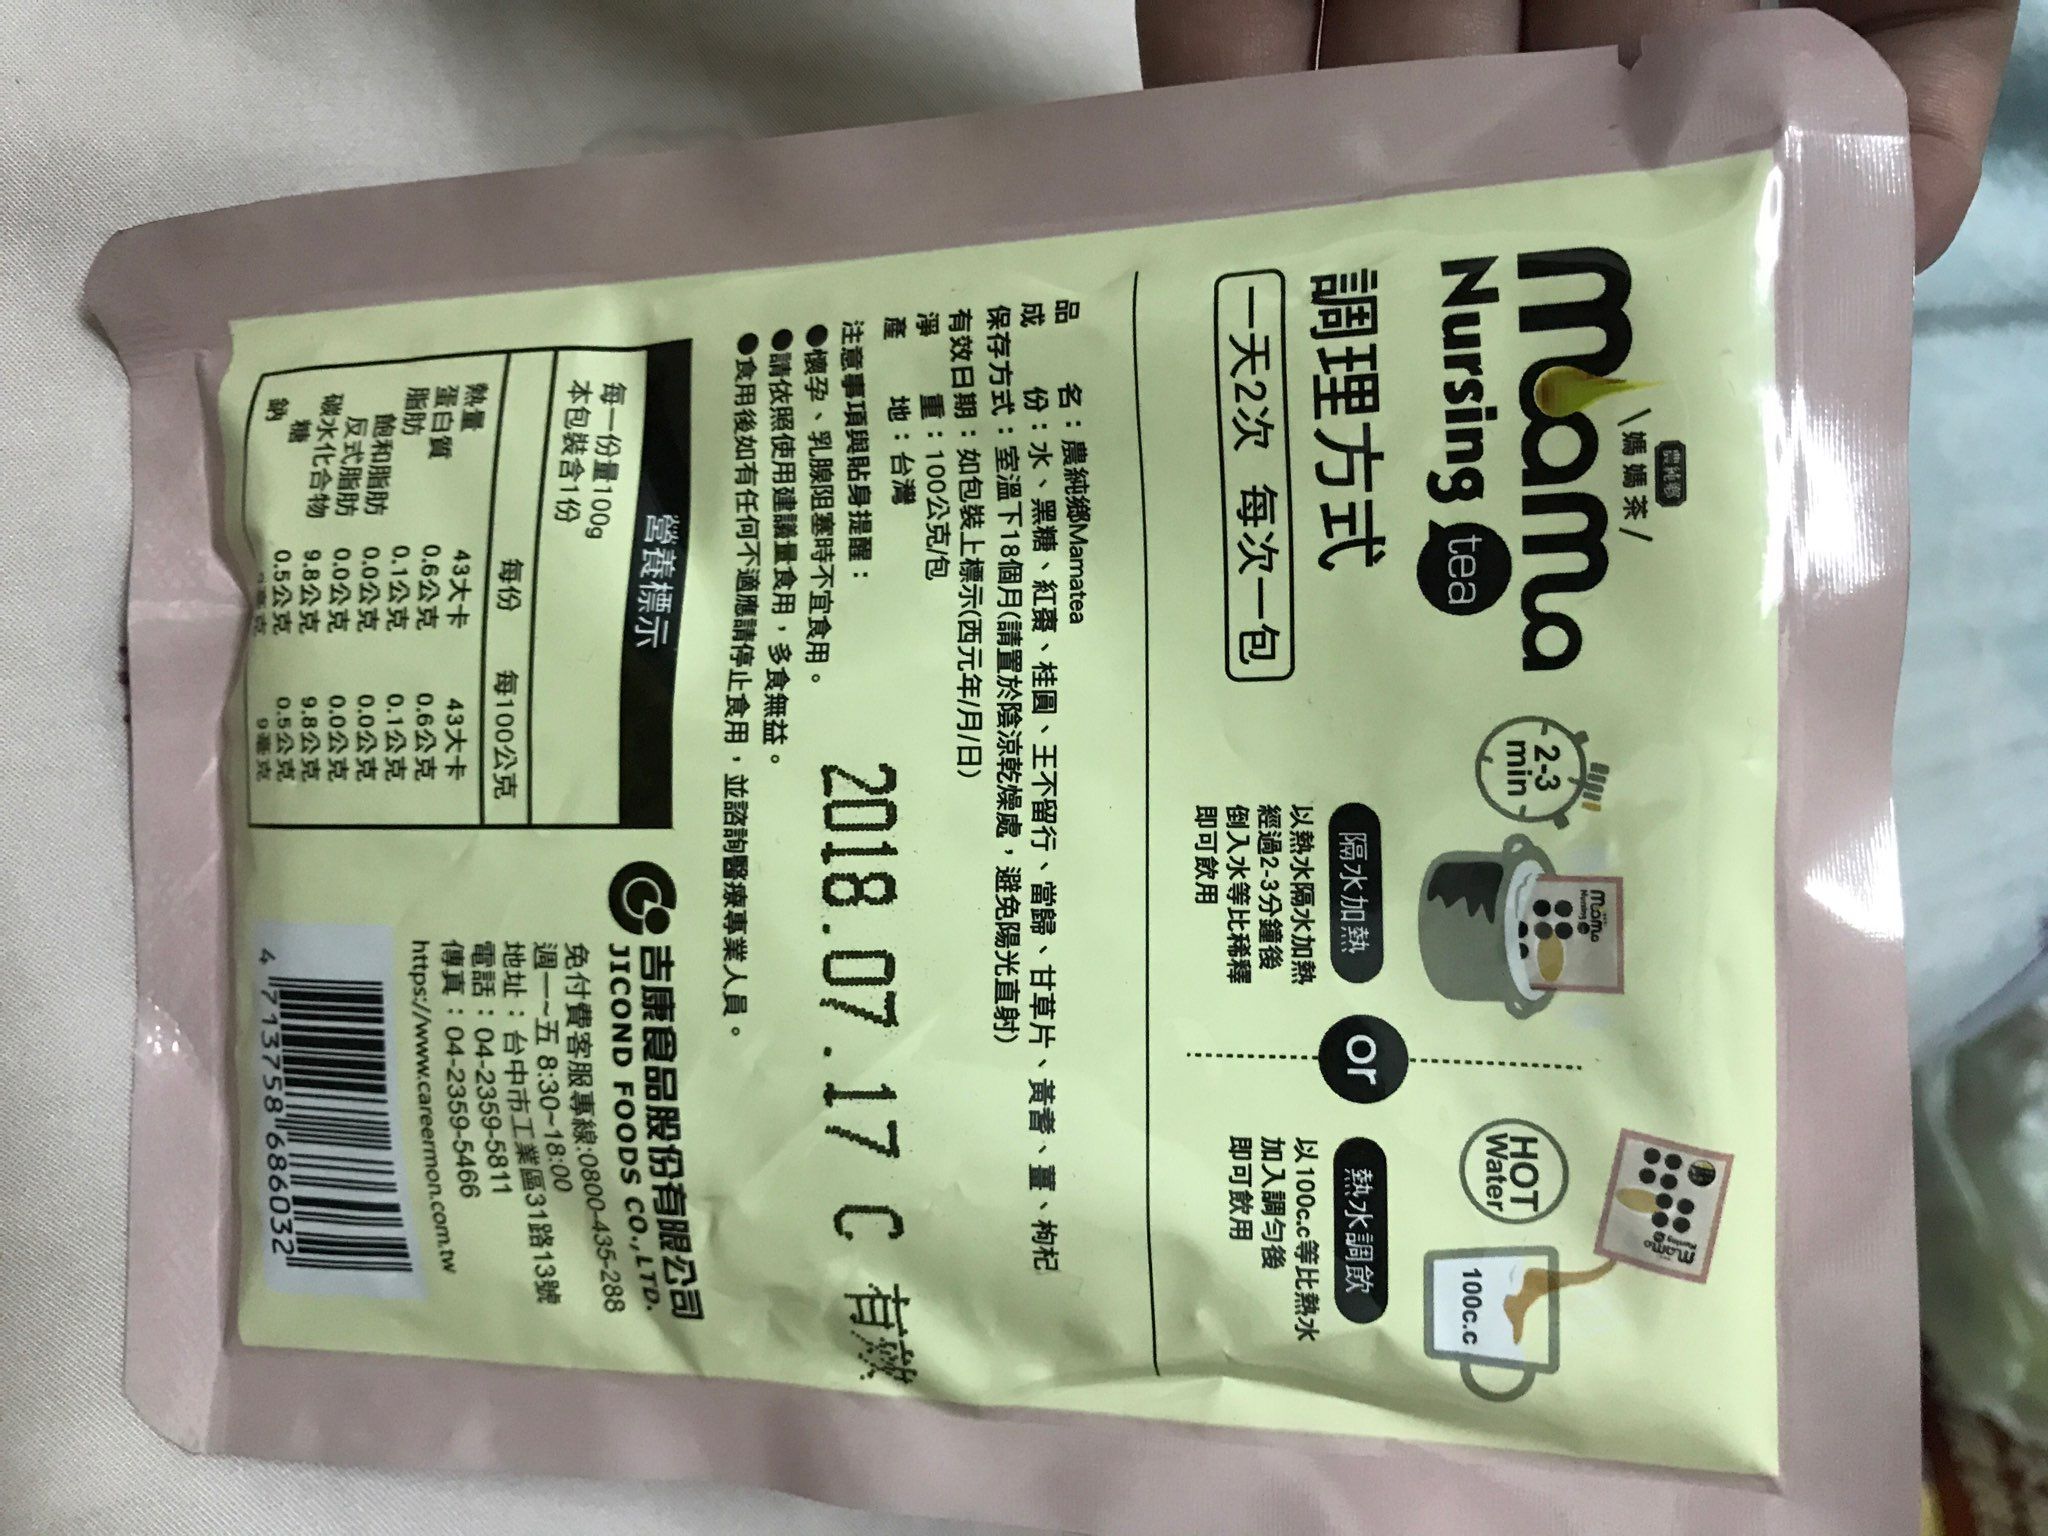 農純鄉
\ 媽媽茶 /
mama
Nursing tea
調理方式
一天2次 每次一包
2-3
min
隔水加熱
以熱水隔水加熱
經過2-3分鐘後
倒入水等比稀釋
即可飲用
or
HOT
Water
100c.c
熱水調飲
以100c.c等比熱水
加入調勻後
即可飲用
品名：農純鄉Mamatea
成份：水、黑糖、紅棗、桂圓、王不留行、當歸、甘草片、黃耆、薑、枸杞
保存方式：室溫下18個月(請置於陰涼乾燥處，避免陽光直射)
有效日期：如包裝上標示(西元年/月/日)
淨重：100公克/包
產地：台灣
注意事項與貼身提醒：
●懷孕、乳腺阻塞時不宜食用。
●請依照使用建議量食用，多食無益。
●食用後如有任何不適應請停止食用，並諮詢醫療專業人員。
2018.07.17 C 有效
營養標示
每一份量100g
本包裝含1份
每份 每100公克
熱量 43大卡 43大卡
蛋白質 0.6公克 0.6公克
脂肪 0.1公克 0.1公克
飽和脂肪 0.0公克 0.0公克
反式脂肪 0.0公克 0.0公克
碳水化合物 9.8公克 9.8公克
糖 0.5公克 0.5公克
鈉 9毫克 9毫克
吉康食品股份有限公司
JICOND FOODS CO.,LTD.
免付費客服專線:0800-435-288
週一~五 8:30~18:00
地址：台中市工業區31路13號
電話：04-2359-5811
傳真：04-2359-5466
https://www.careermon.com.tw
4 713758 686032